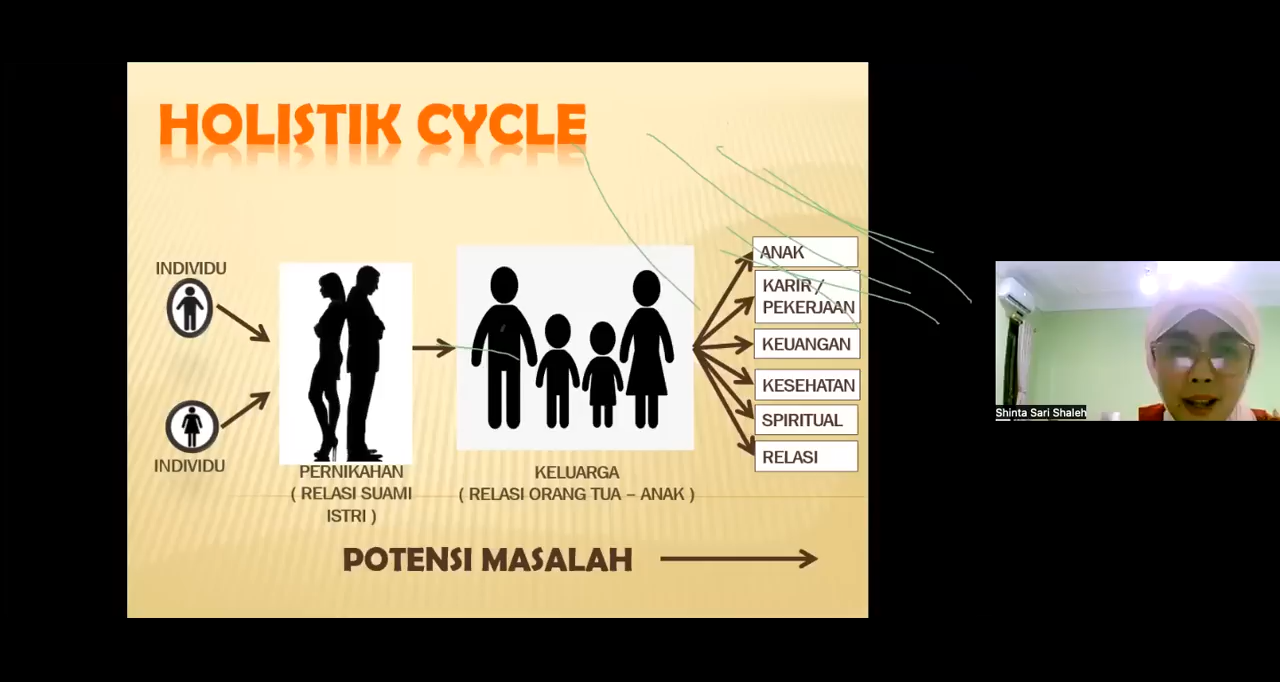 HOLISTIK CYCLE
INDIVIDU
INDIVIDU
PERNIKAHAN
( RELASI SUAMI
ISTRI )
KELUARGA
( RELASI ORANG TUA – ANAK )
ANAK
KARIR /
PEKERJAAN
KEUANGAN
KESEHATAN
SPIRITUAL
RELASI
POTENSI MASALAH
Shinta Sari Shaleh